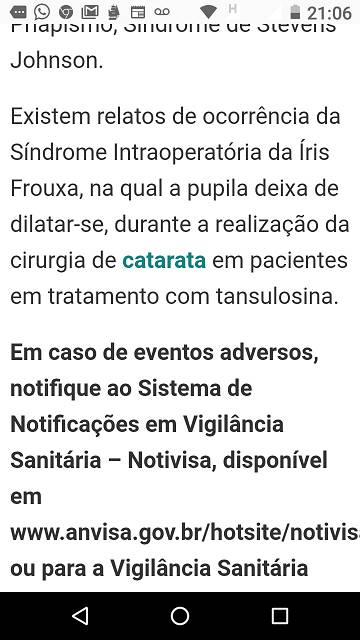 21:06
Priapismo, Síndrome de Stevens
Johnson.
Existem relatos de ocorrência da
Síndrome Intraoperatória da Íris
Frouxa, na qual a pupila deixa de
dilatar-se, durante a realização da
cirurgia de catarata em pacientes
em tratamento com tansulosina.
Em caso de eventos adversos,
notifique ao Sistema de
Notificações em Vigilância
Sanitária – Notivisa, disponível
em
www.anvisa.gov.br/hotsite/notivis
ou para a Vigilância Sanitária